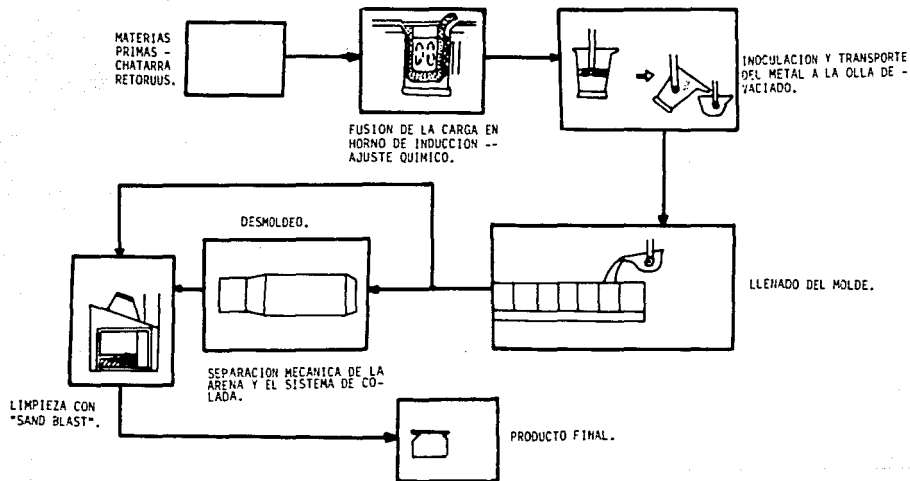 MATERIAS
PRIMAS -
CHATARRA
RETORUUS.
FUSION DE LA CARGA EN
HORNO DE INDUCCION --
AJUSTE QUIMICO.
INOCULACION Y TRANSPORTE
DEL METAL A LA OLLA DE -
VACIADO.
LLENADO DEL MOLDE.
DESMOLDEO.
SEPARACION MECANICA DE LA
ARENA Y EL SISTEMA DE CO-
LADA.
LIMPIEZA CON
"SAND BLAST".
PRODUCTO FINAL.